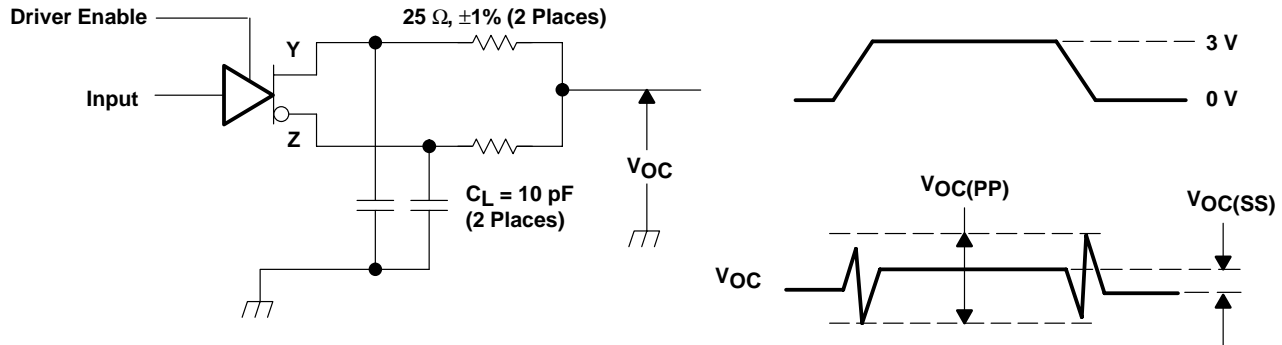 Driver Enable
25 Ω, ±1% (2 Places)
Y
Input
Z
CL = 10 pF
(2 Places)
VOC
3 V
0 V
VOC(PP)
VOC(SS)
VOC